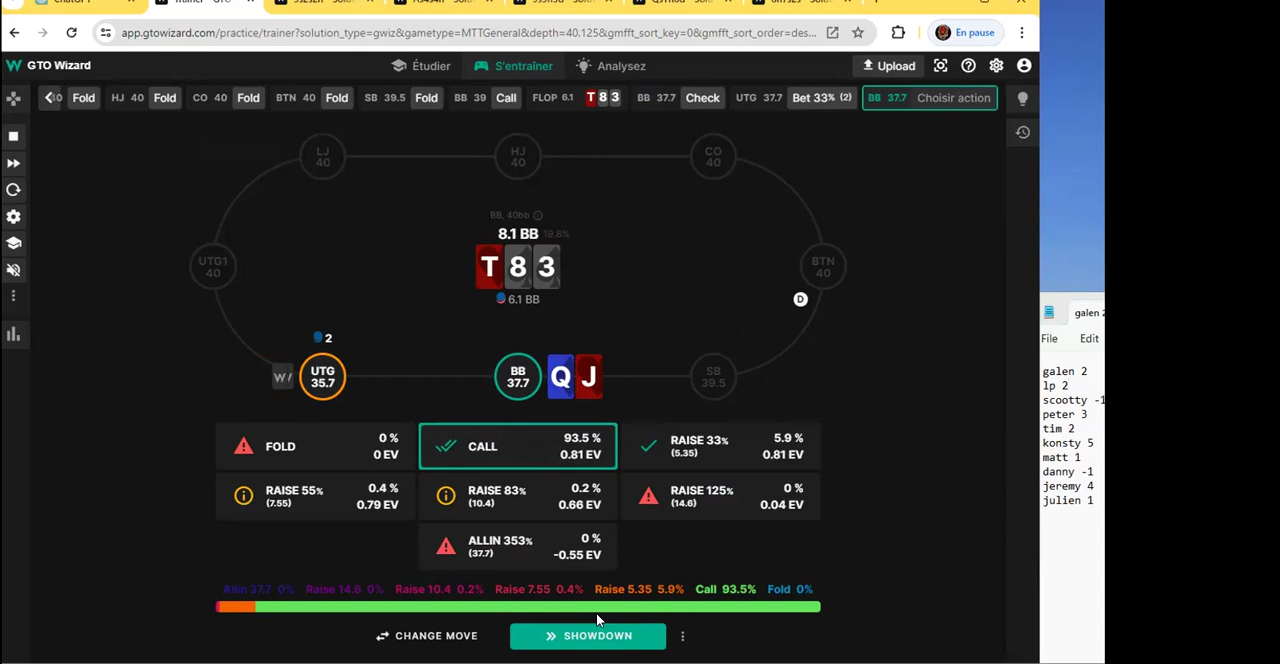 app.gtowizard.com/practice/trainer?solution_type=gwiz&gametype=MTTGeneral&depth=40.125&gmfft_sort_key=0&gmfft_sort_order=des...
En pause
GTO Wizard
Étudier
S'entraîner
Analysez
Upload
Fold HJ 40 Fold CO 40 Fold BTN 40 Fold SB 39.5 Fold BB 39 Call FLOP 6.1 T 8 3 BB 37.7 Check UTG 37.7 Bet 33% (2) BB 37.7 Choisir action
LJ
40
HJ
40
CO
40
BB, 40bb
8.1 BB 19.8%
UTG1
40
T 8 3
BTN
40
6.1 BB
D
2
UTG
35.7
BB
37.7
Q J
SB
39.5
FOLD 0 %
0 EV
CALL 93.5 %
0.81 EV
RAISE 33% 5.9 %
(5.35) 0.81 EV
RAISE 55% 0.4 %
(7.55) 0.79 EV
RAISE 83% 0.2 %
(10.4) 0.66 EV
RAISE 125% 0 %
(14.6) 0.04 EV
ALLIN 353% 0 %
(37.7) -0.55 EV
Allin 37.7 0% Raise 14.6 0% Raise 10.4 0.2% Raise 7.55 0.4% Raise 5.35 5.9% Call 93.5% Fold 0%
CHANGE MOVE
SHOWDOWN
galen 2
File Edit
galen 2
lp 2
scootty -1
peter 3
tim 2
konsty 5
matt 1
danny -1
jeremy 4
julien 1